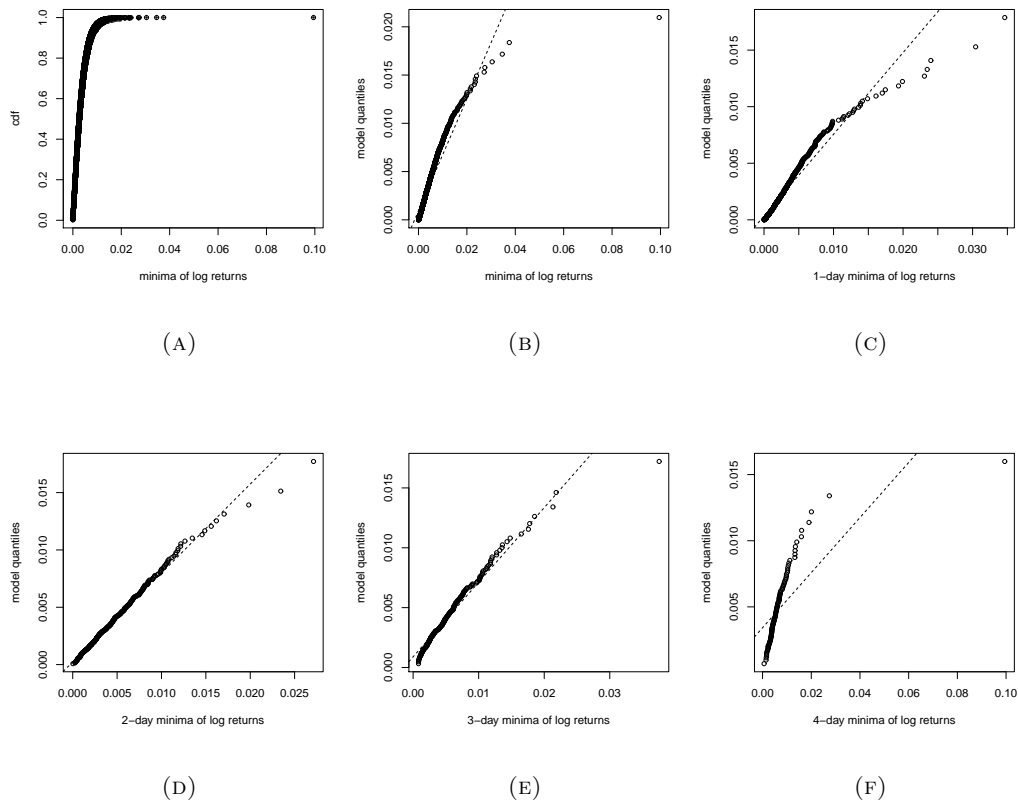 cdf
0.0 0.2 0.4 0.6 0.8 1.0
0.00 0.02 0.04 0.06 0.08 0.10
minima of log returns
(A)
model quantiles
0.000 0.005 0.010 0.015 0.020
0.00 0.02 0.04 0.06 0.08 0.10
minima of log returns
(B)
model quantiles
0.000 0.005 0.010 0.015
0.000 0.010 0.020 0.030
1−day minima of log returns
(C)
model quantiles
0.000 0.005 0.010 0.015
0.000 0.005 0.010 0.015 0.020 0.025
2−day minima of log returns
(D)
model quantiles
0.000 0.005 0.010 0.015
0.00 0.01 0.02 0.03
3−day minima of log returns
(E)
model quantiles
0.005 0.010 0.015
0.00 0.02 0.04 0.06 0.08 0.10
4−day minima of log returns
(F)